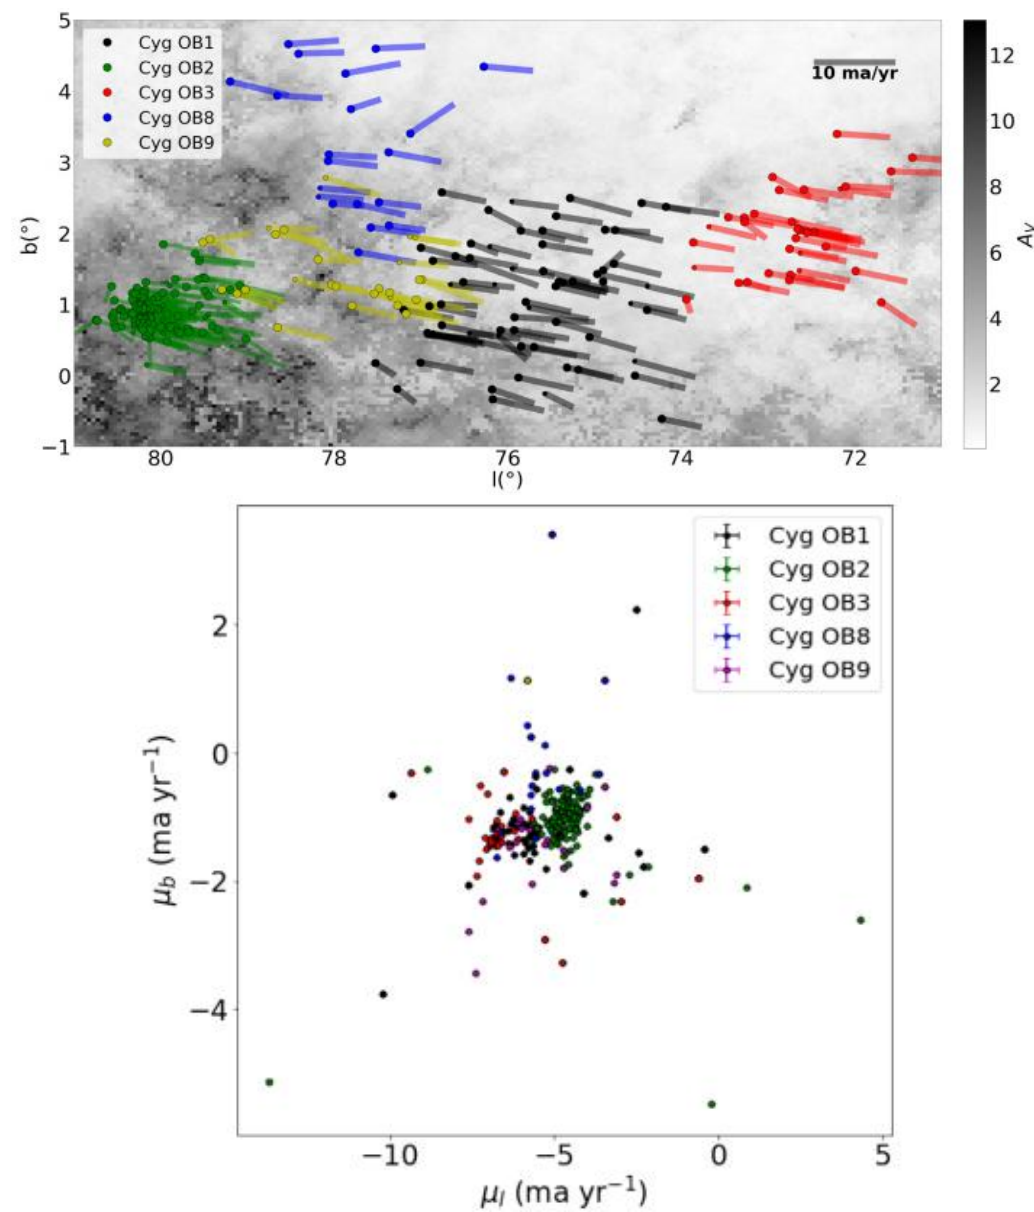 5
4
3
2
1
0
−1
b(°)
80
78
76
74
72
l(°)
Cyg OB1
Cyg OB2
Cyg OB3
Cyg OB8
Cyg OB9
10 ma/yr
12
10
8
6
4
2
A_V
2
0
−2
−4
μ_b (ma yr⁻¹)
−10
−5
0
5
μ_l (ma yr⁻¹)
Cyg OB1
Cyg OB2
Cyg OB3
Cyg OB8
Cyg OB9